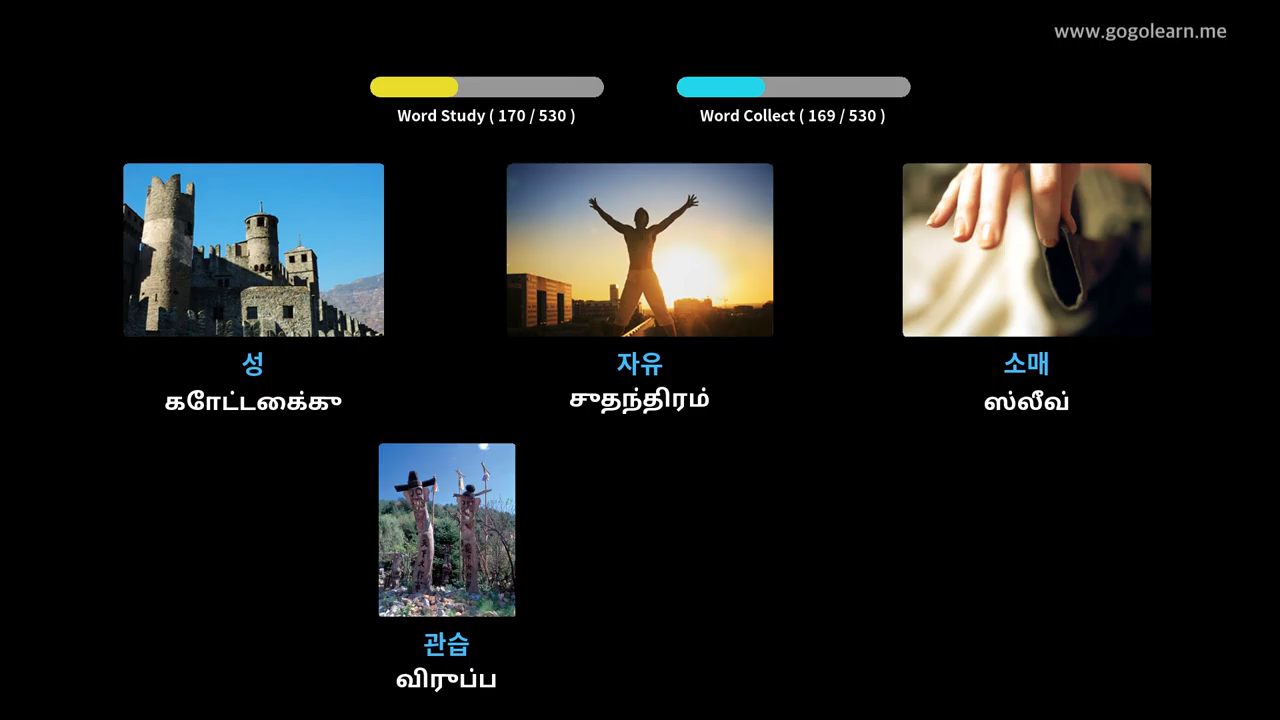 www.gogolearn.me
Word Study ( 170 / 530 )
Word Collect ( 169 / 530 )
성
கோட்டைக்கு
자유
சுதந்திரம்
소매
ஸ்லீவ்
관습
விருப்ப